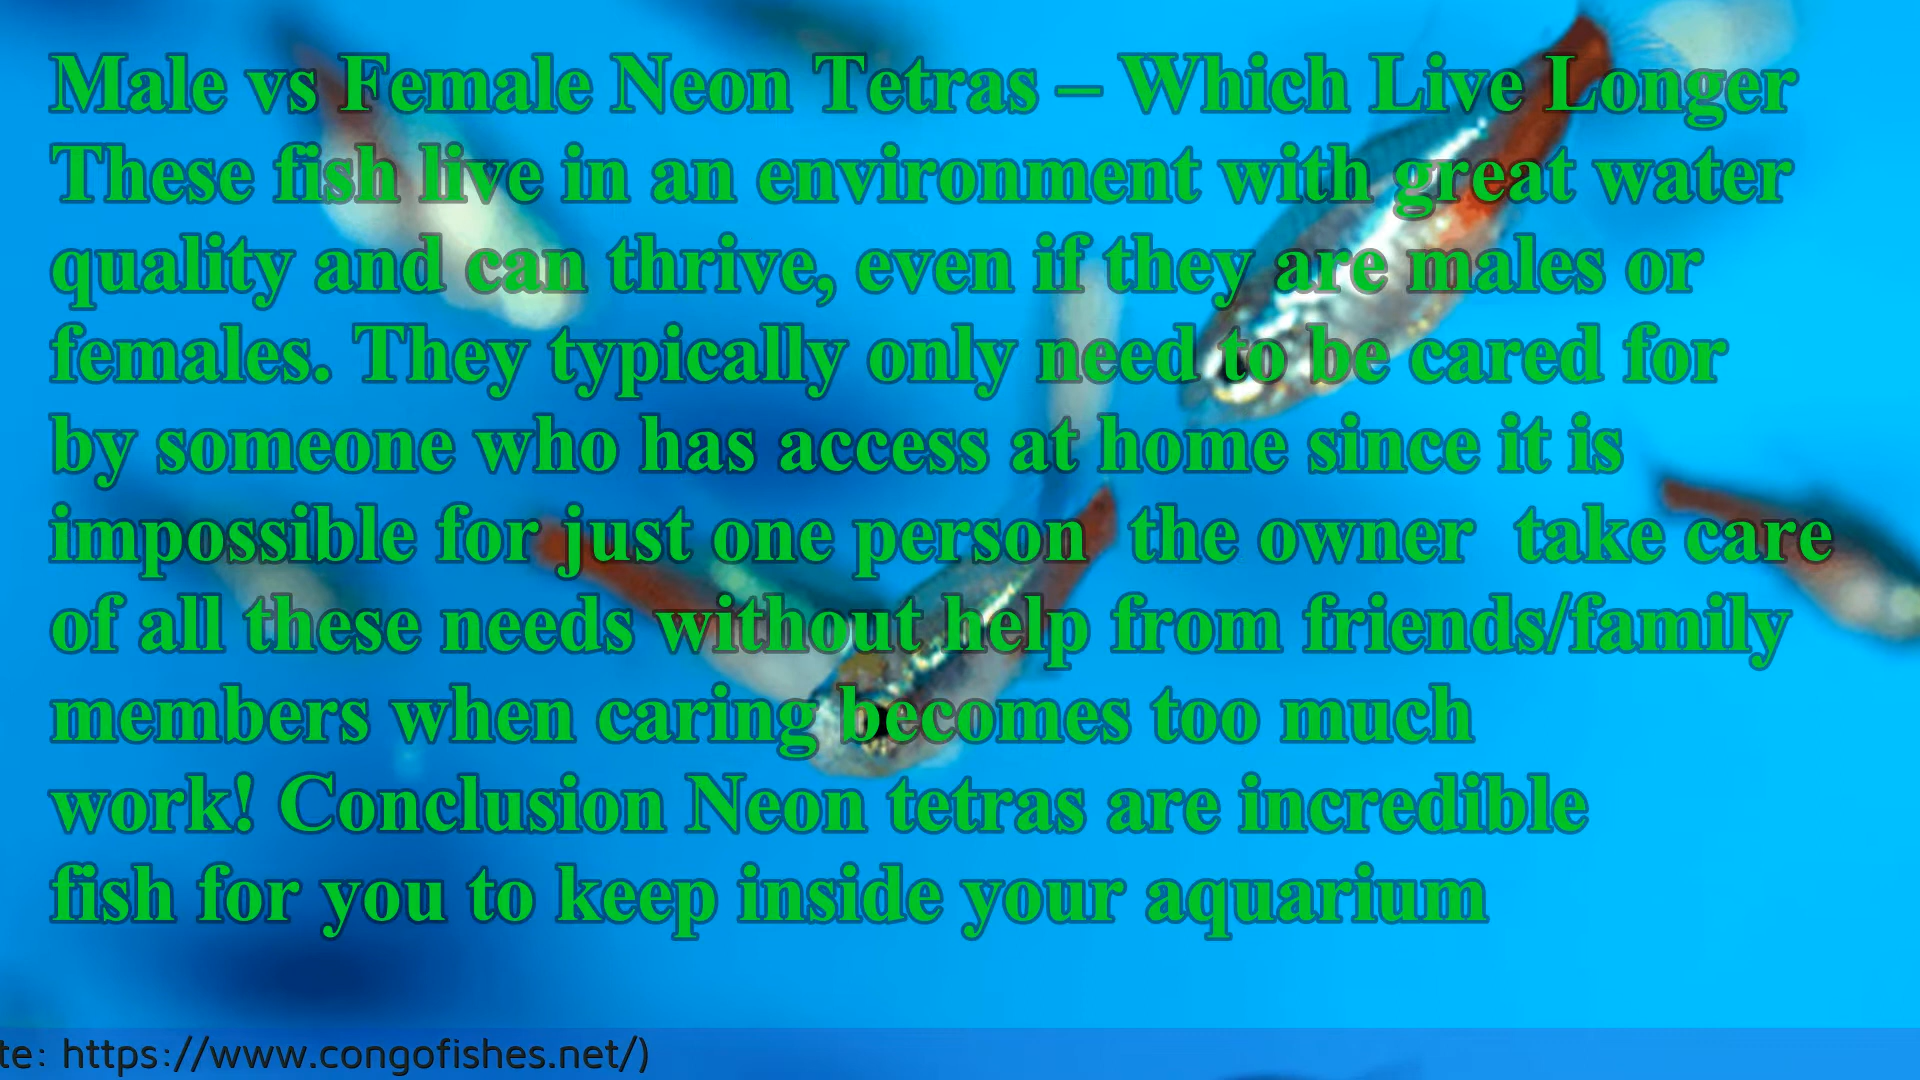 Male vs Female Neon Tetras – Which Live Longer
These fish live in an environment with great water
quality and can thrive, even if they are males or
females. They typically only need to be cared for
by someone who has access at home since it is
impossible for just one person  the owner  take care
of all these needs without help from friends/family
members when caring becomes too much
work! Conclusion Neon tetras are incredible
fish for you to keep inside your aquarium
te: https://www.congofishes.net/)